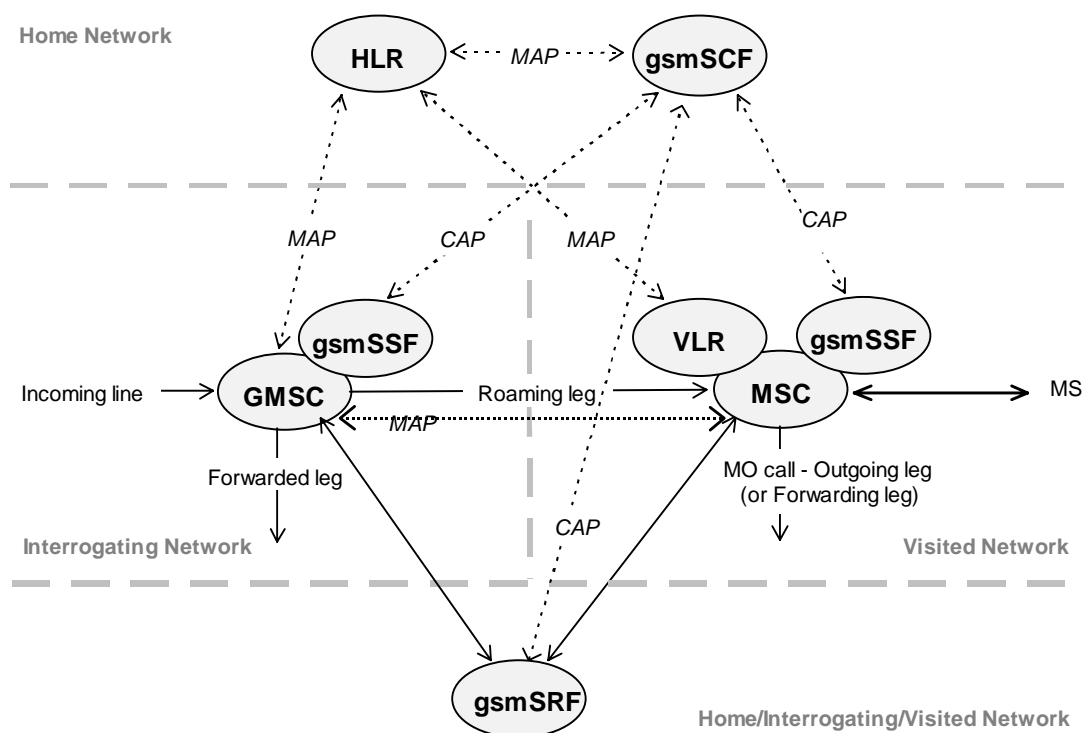 Home Network
HLR
MAP
gsmSCF
MAP
CAP
MAP
CAP
gsmSSF
VLR
gsmSSF
Incoming line
GMSC
Roaming leg
MSC
MS
MAP
Forwarded leg
MO call - Outgoing leg
(or Forwarding leg)
CAP
Interrogating Network
Visited Network
gsmSRF
Home/Interrogating/Visited Network